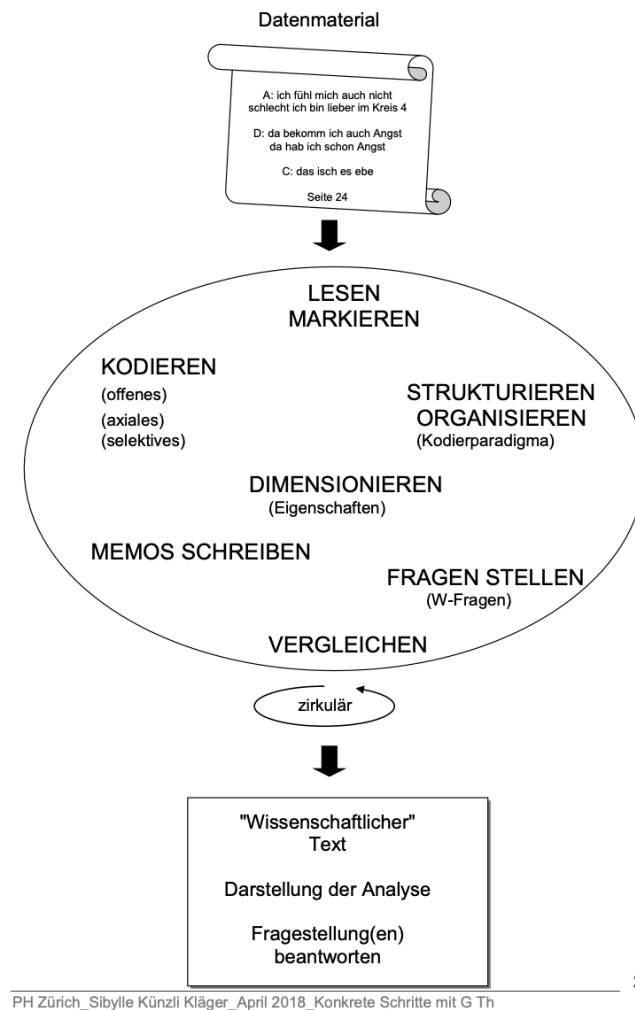 Datenmaterial
A: ich fühl mich auch nicht
schlecht ich bin lieber im Kreis 4
D: da bekomm ich auch Angst
da hab ich schon Angst
C: das isch es ebe
Seite 24
LESEN
MARKIEREN
KODIEREN
(offenes)
(axiales)
(selektives)
STRUKTURIEREN
ORGANISIEREN
(Kodierparadigma)
DIMENSIONIEREN
(Eigenschaften)
MEMOS SCHREIBEN
FRAGEN STELLEN
(W-Fragen)
VERGLEICHEN
zirkulär
"Wissenschaftlicher"
Text
Darstellung der Analyse
Fragestellung(en)
beantworten
PH Zürich_Sibylle Künzli Kläger_April 2018_Konkrete Schritte mit G Th